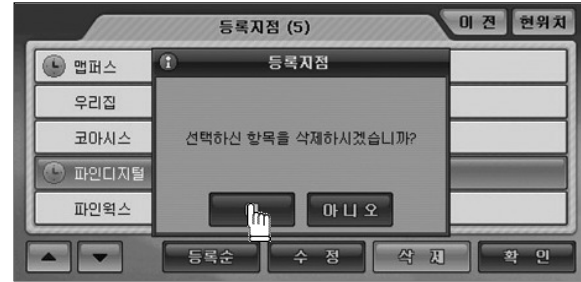 등록지점 (5)
이 전
현위치
맵퍼스
우리집
코아시스
파인디지털
파인웍스
등록지점
선택하신 항목을 삭제하시겠습니까?
아 니 오
등록순
수 정
삭 제
확 인